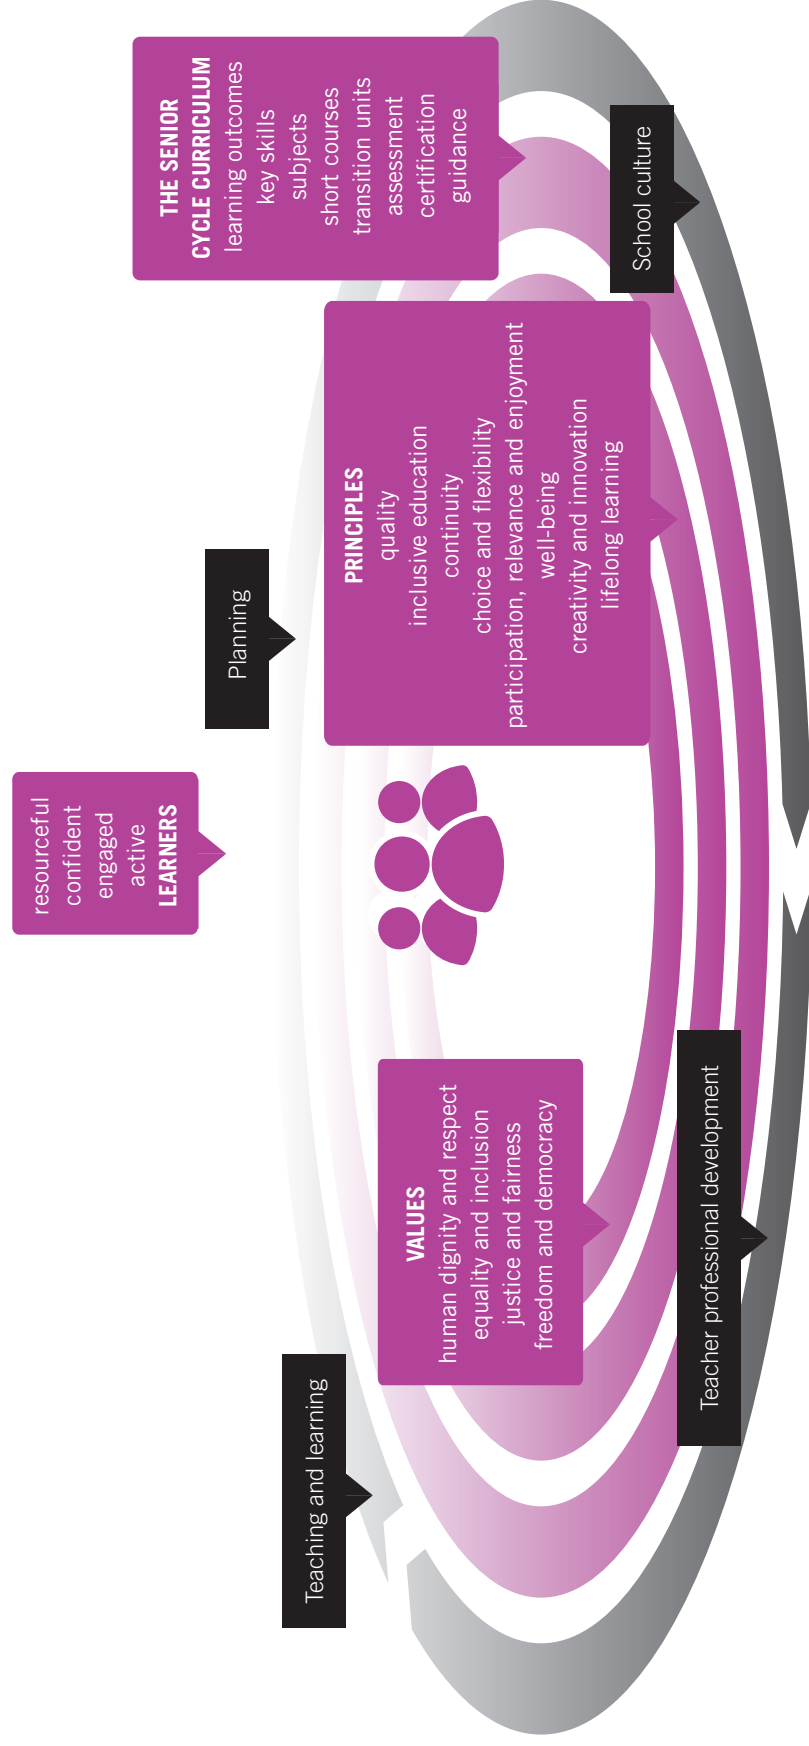 resourceful
confident
engaged
active
LEARNERS
Teaching and learning
Planning
THE SENIOR
CYCLE CURRICULUM
learning outcomes
key skills
subjects
short courses
transition units
assessment
certification
guidance
VALUES
human dignity and respect
equality and inclusion
justice and fairness
freedom and democracy
PRINCIPLES
quality
inclusive education
continuity
choice and flexibility
participation, relevance and enjoyment
well-being
creativity and innovation
lifelong learning
Teacher professional development
School culture